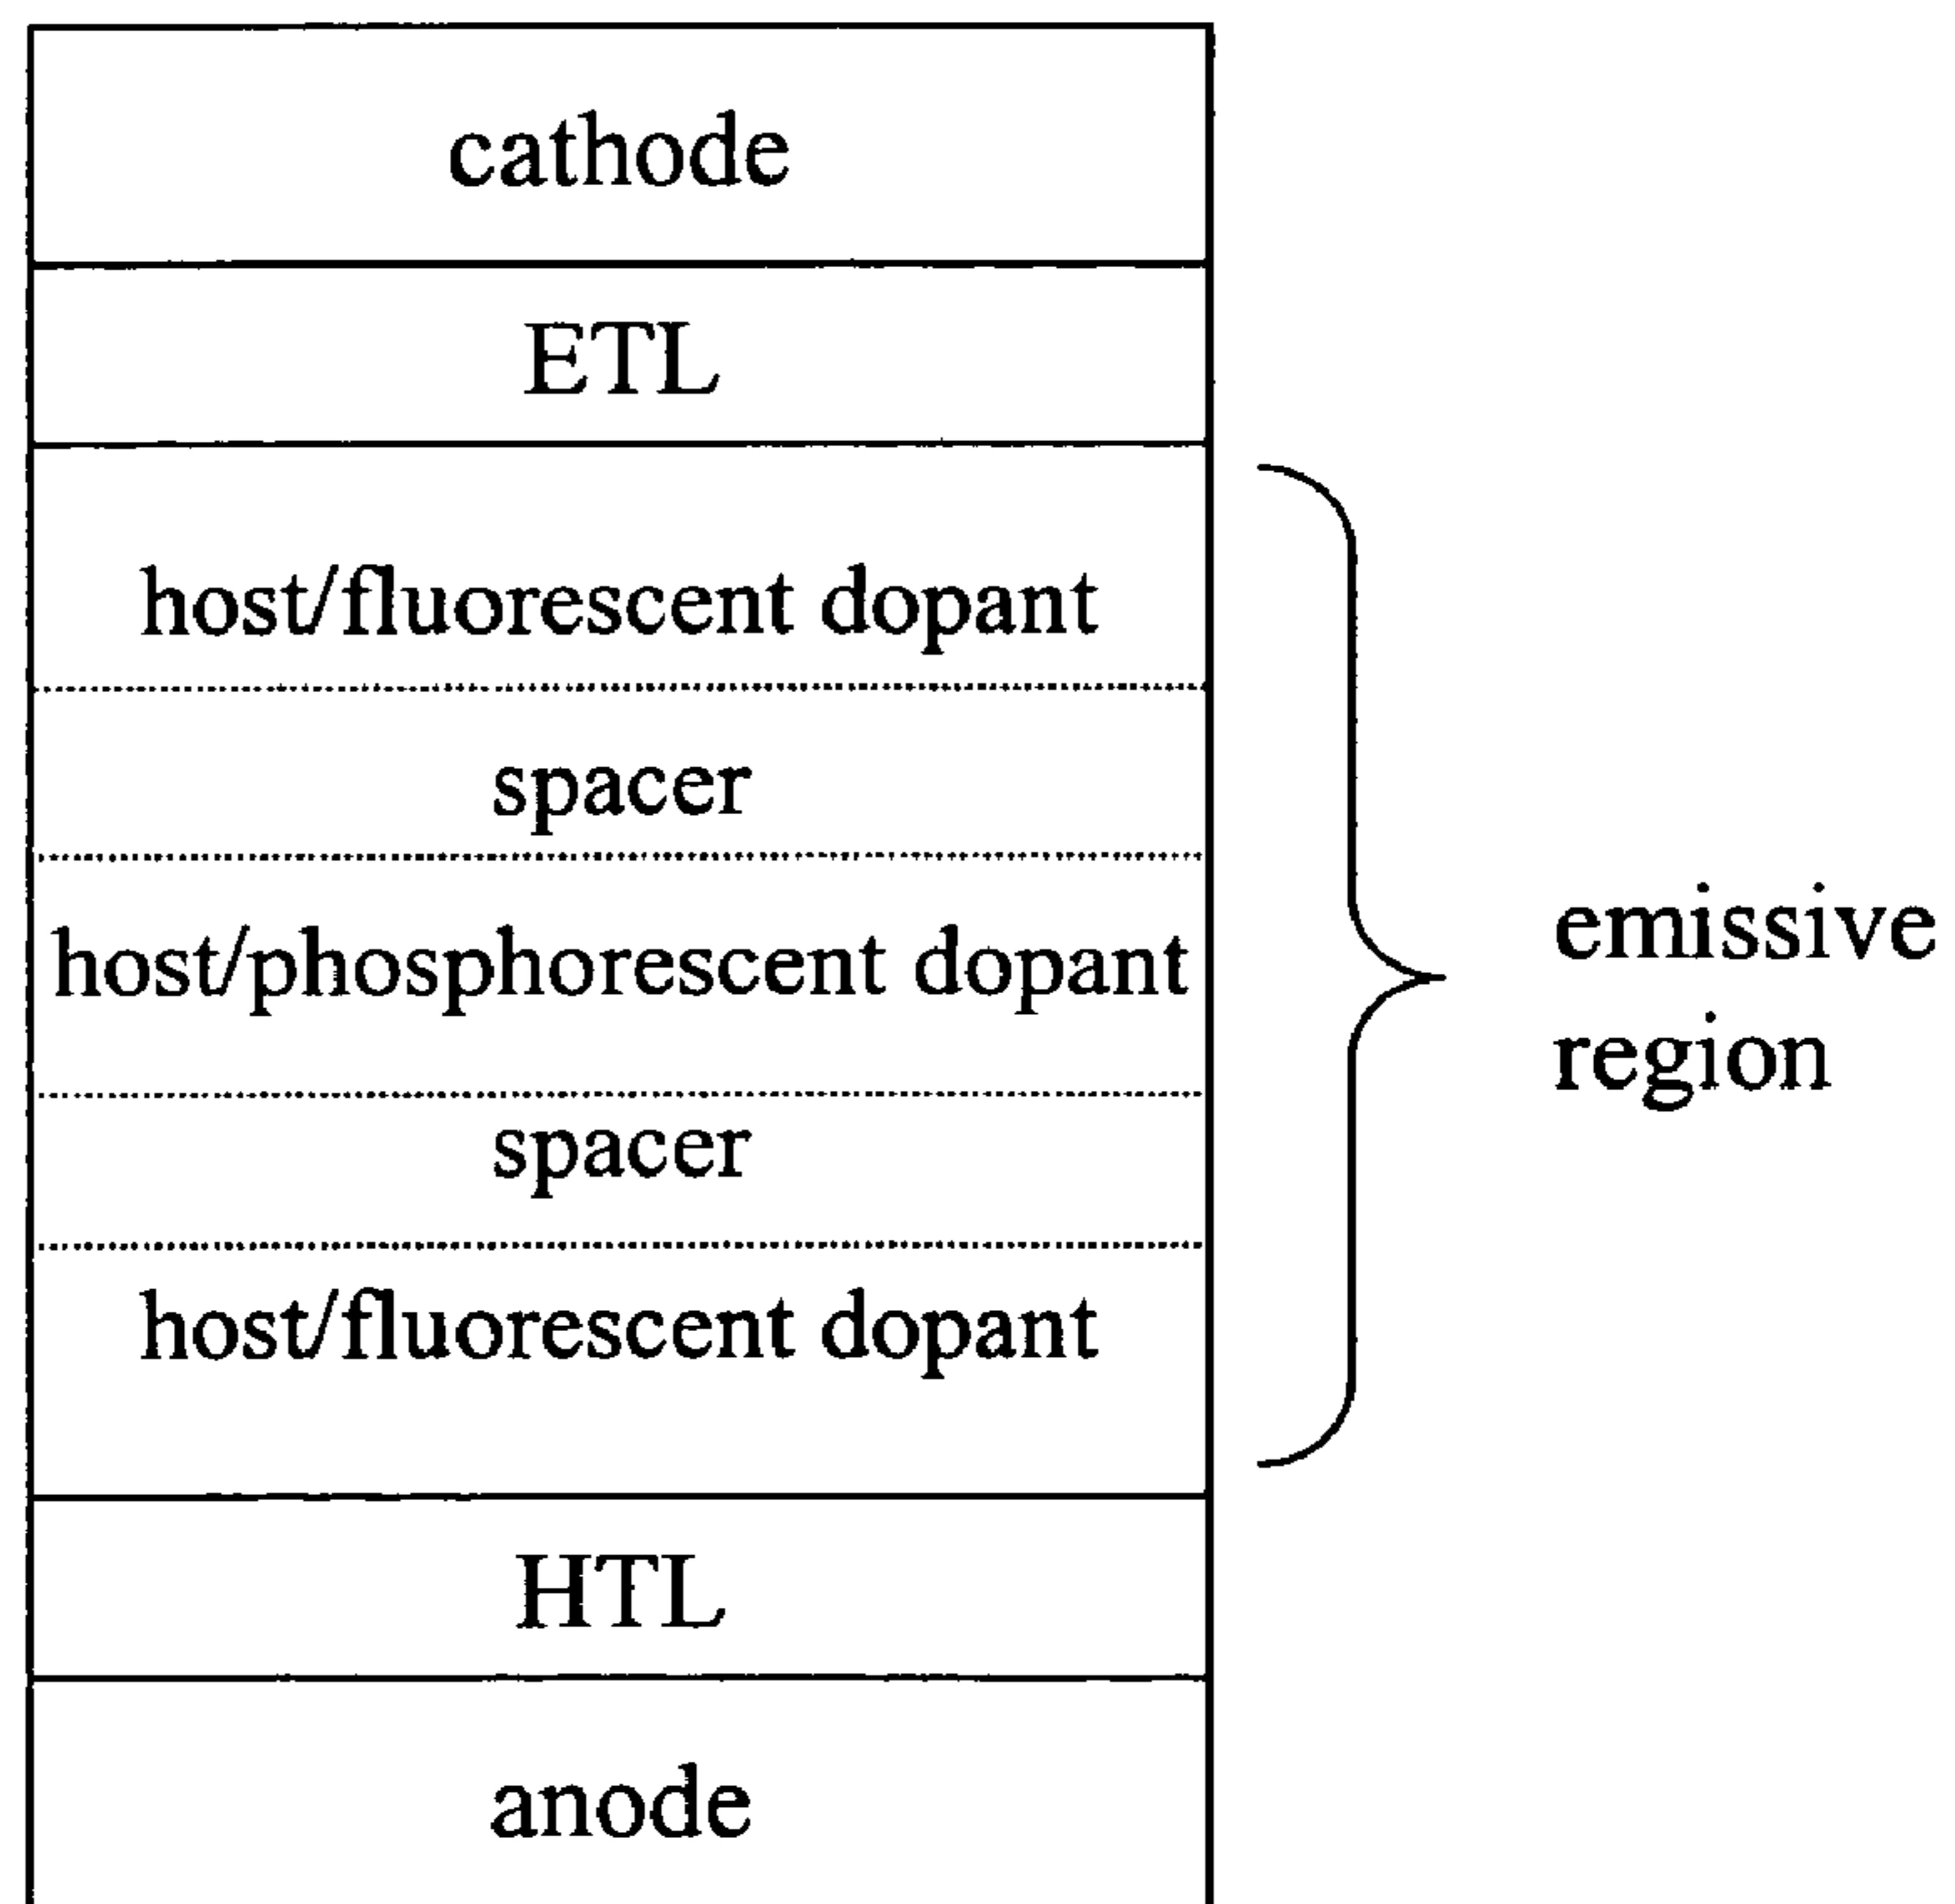 cathode
ETL
host/fluorescent dopant
spacer
host/phosphorescent dopant
spacer
host/fluorescent dopant
HTL
anode
emissive
region